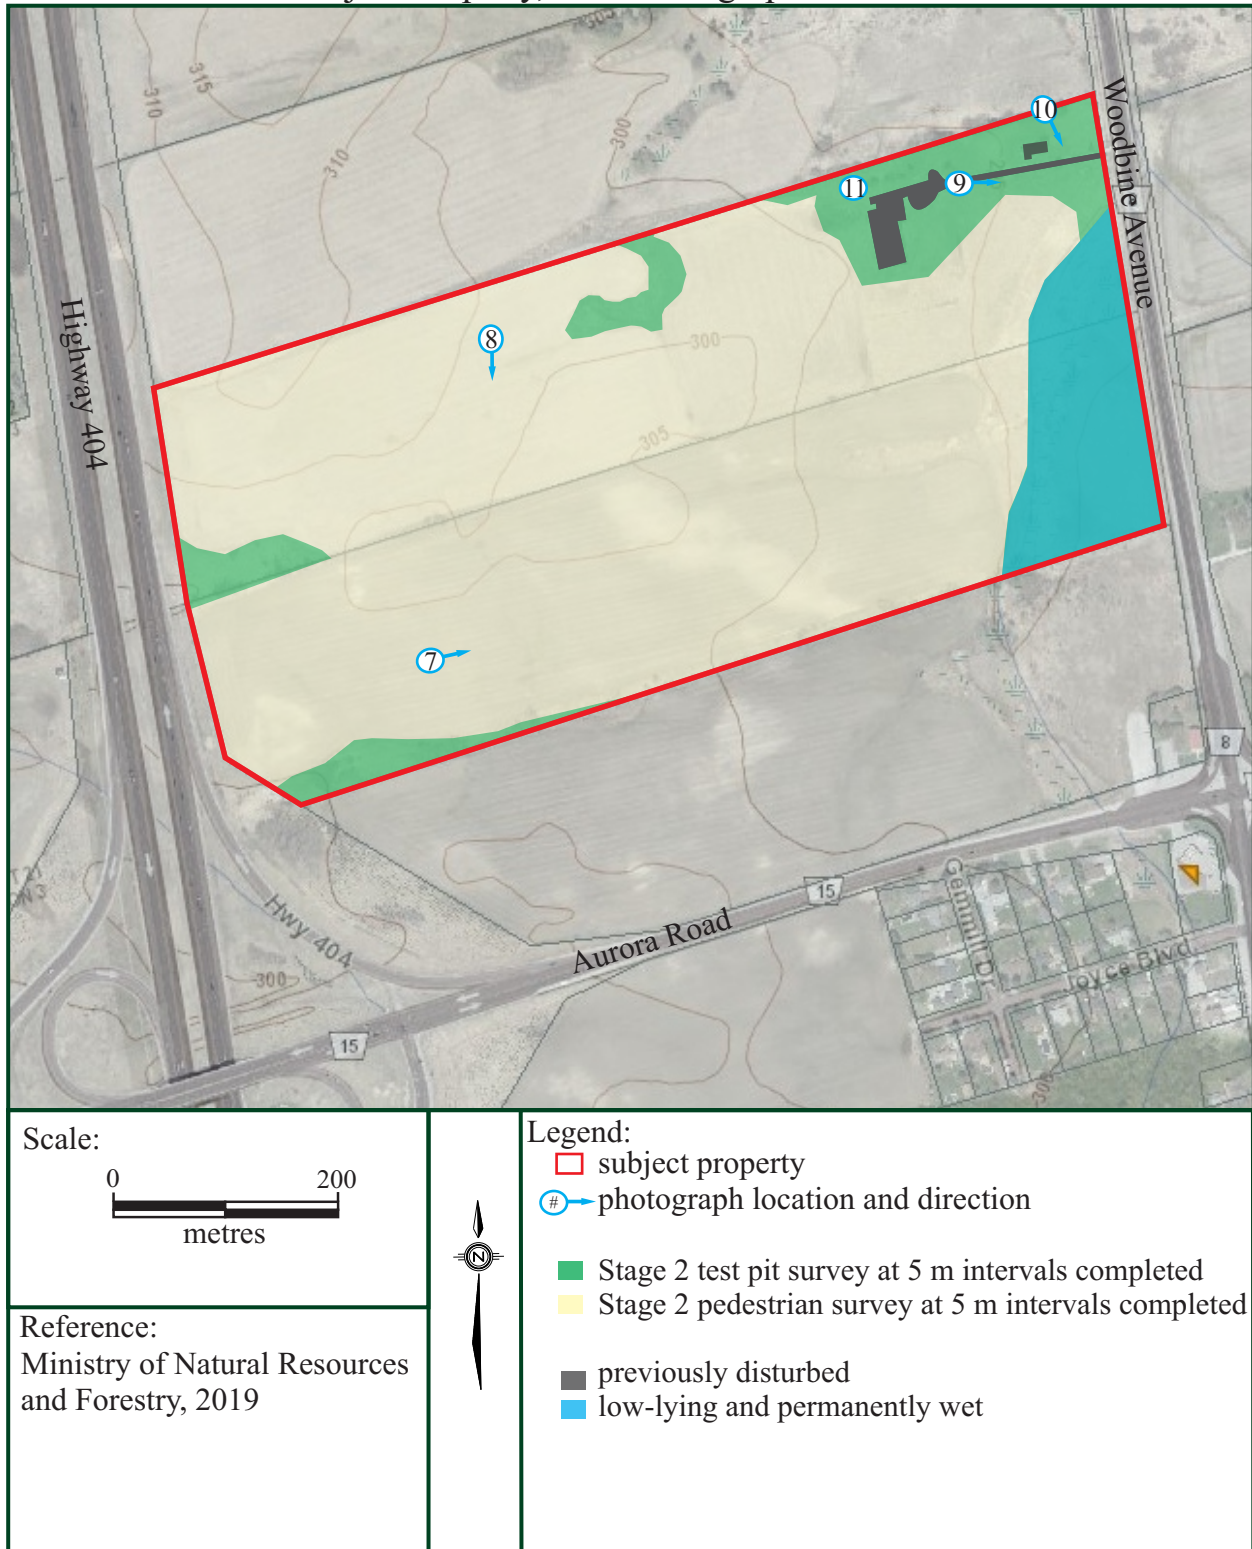 305
315
310
310
300
10
Woodbine Avenue
11
9
8
300
Highway 404
305
7
8
15
Gemmill Dr
Aurora Road
Hwy 404
Joyce Blvd
300
15
300
Scale:
0 200
metres
Reference:
Ministry of Natural Resources
and Forestry, 2019
N
Legend:
subject property
# photograph location and direction
Stage 2 test pit survey at 5 m intervals completed
Stage 2 pedestrian survey at 5 m intervals completed
previously disturbed
low-lying and permanently wet